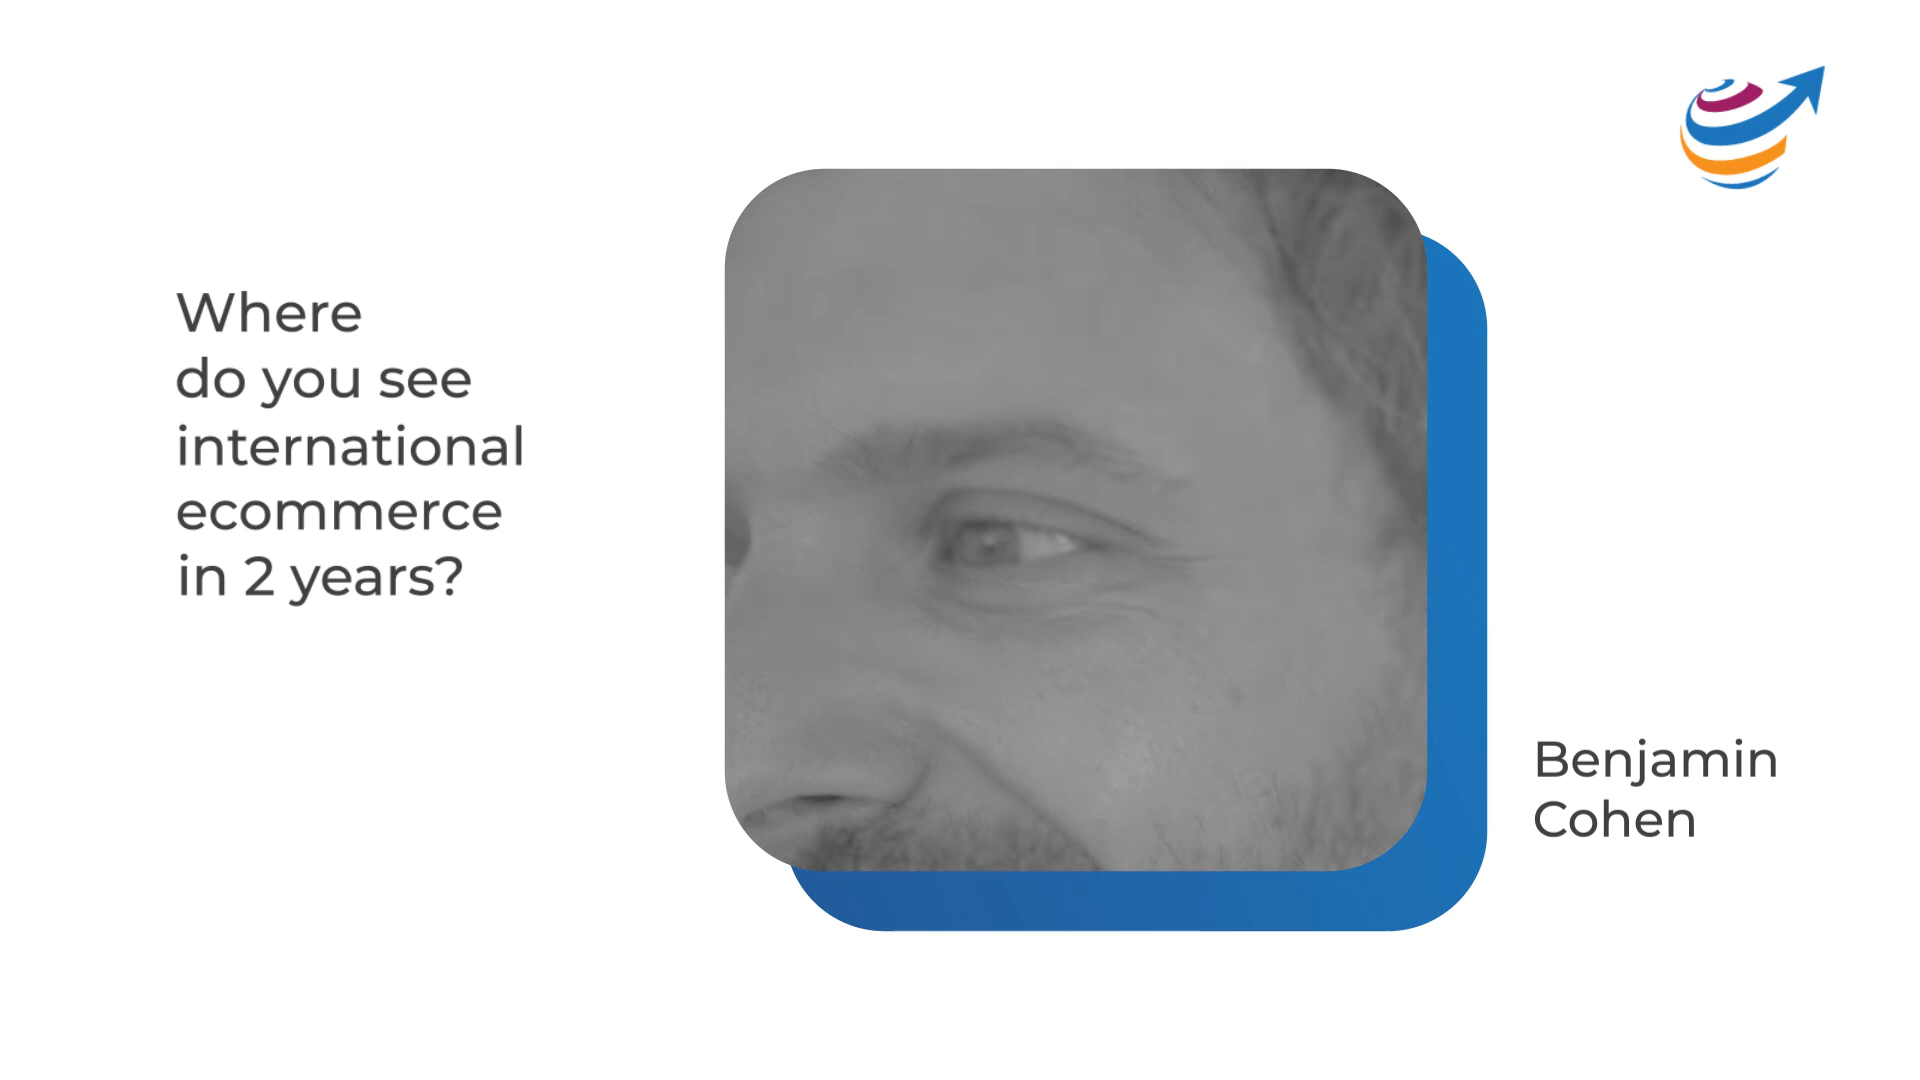 Where
do you see
international
ecommerce
in 2 years?
Benjamin
Cohen